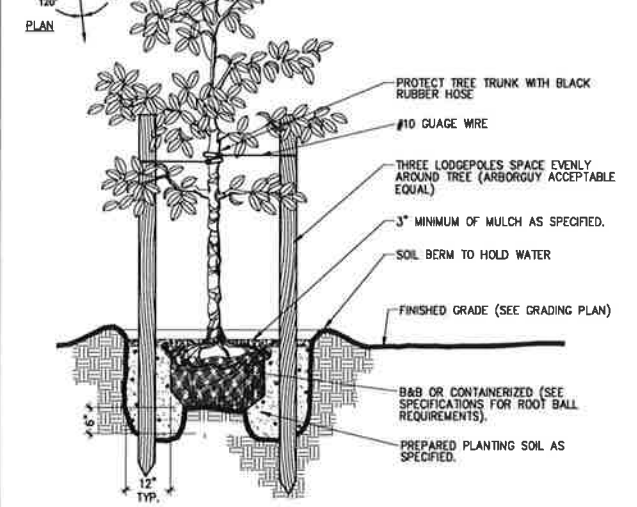 120°
PLAN
PROTECT TREE TRUNK WITH BLACK
RUBBER HOSE
#10 GUAGE WIRE
THREE LODGEPOLES SPACE EVENLY
AROUND TREE (ARBORGUY ACCEPTABLE
EQUAL)
3" MINIMUM OF MULCH AS SPECIFIED.
SOIL BERM TO HOLD WATER
FINISHED GRADE (SEE GRADING PLAN)
B&B OR CONTAINERIZED (SEE
SPECIFICATIONS FOR ROOT BALL
REQUIREMENTS).
PREPARED PLANTING SOIL AS
SPECIFIED.
6"
12"
TYP.